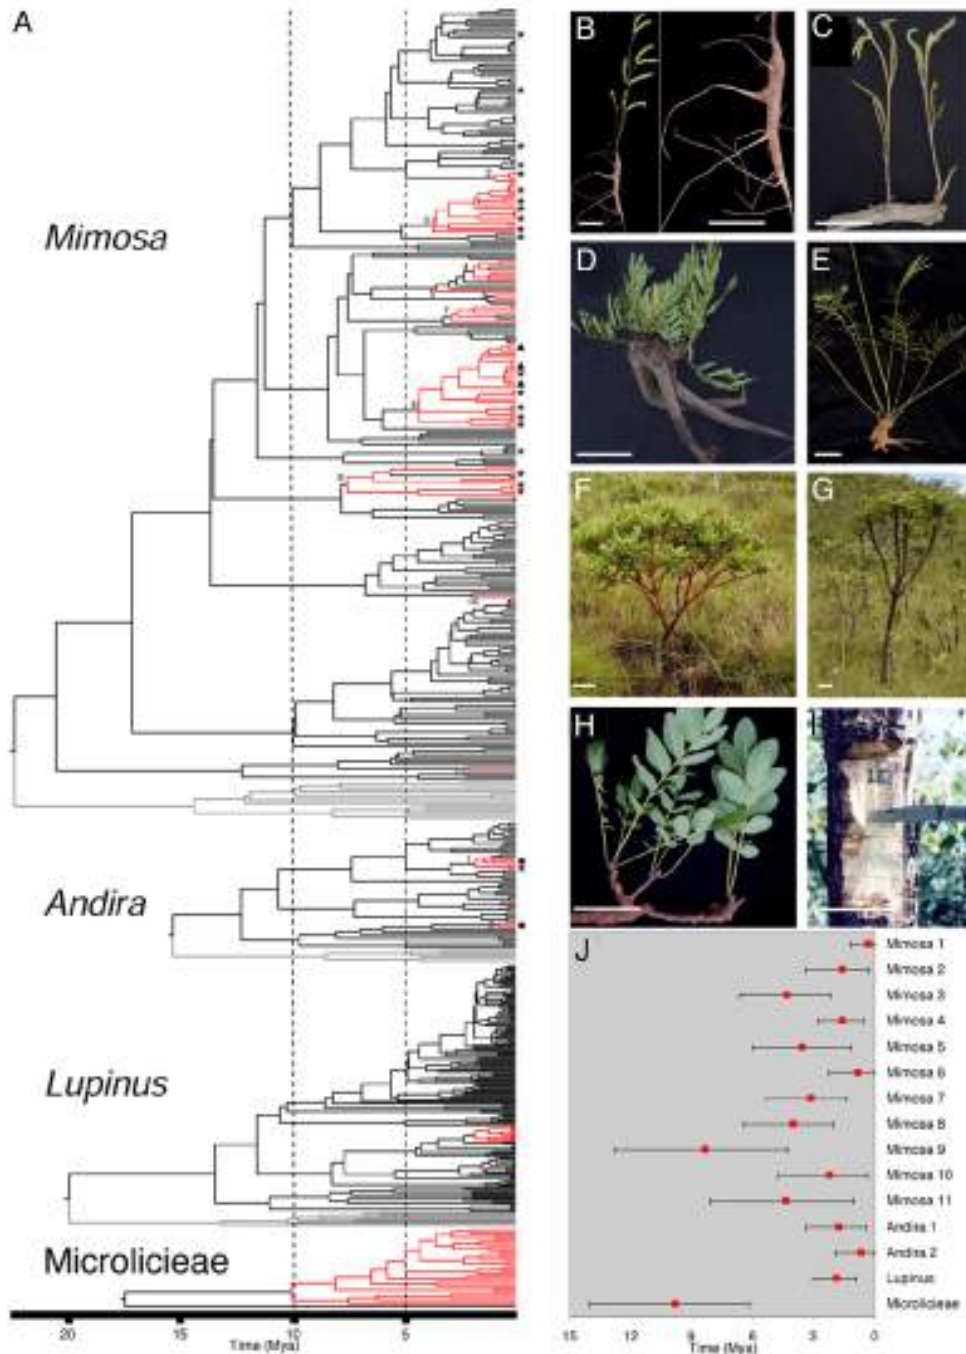 A
Mimosa
Andira
Lupinus
Microlicieae
20
15
10
5
Time (Mya)
B
C
D
E
F
G
H
I
J
Mimosa 1
Mimosa 2
Mimosa 3
Mimosa 4
Mimosa 5
Mimosa 6
Mimosa 7
Mimosa 8
Mimosa 9
Mimosa 10
Mimosa 11
Andira 1
Andira 2
Lupinus
Microlicieae
15
12
9
6
3
0
Time (Mya)